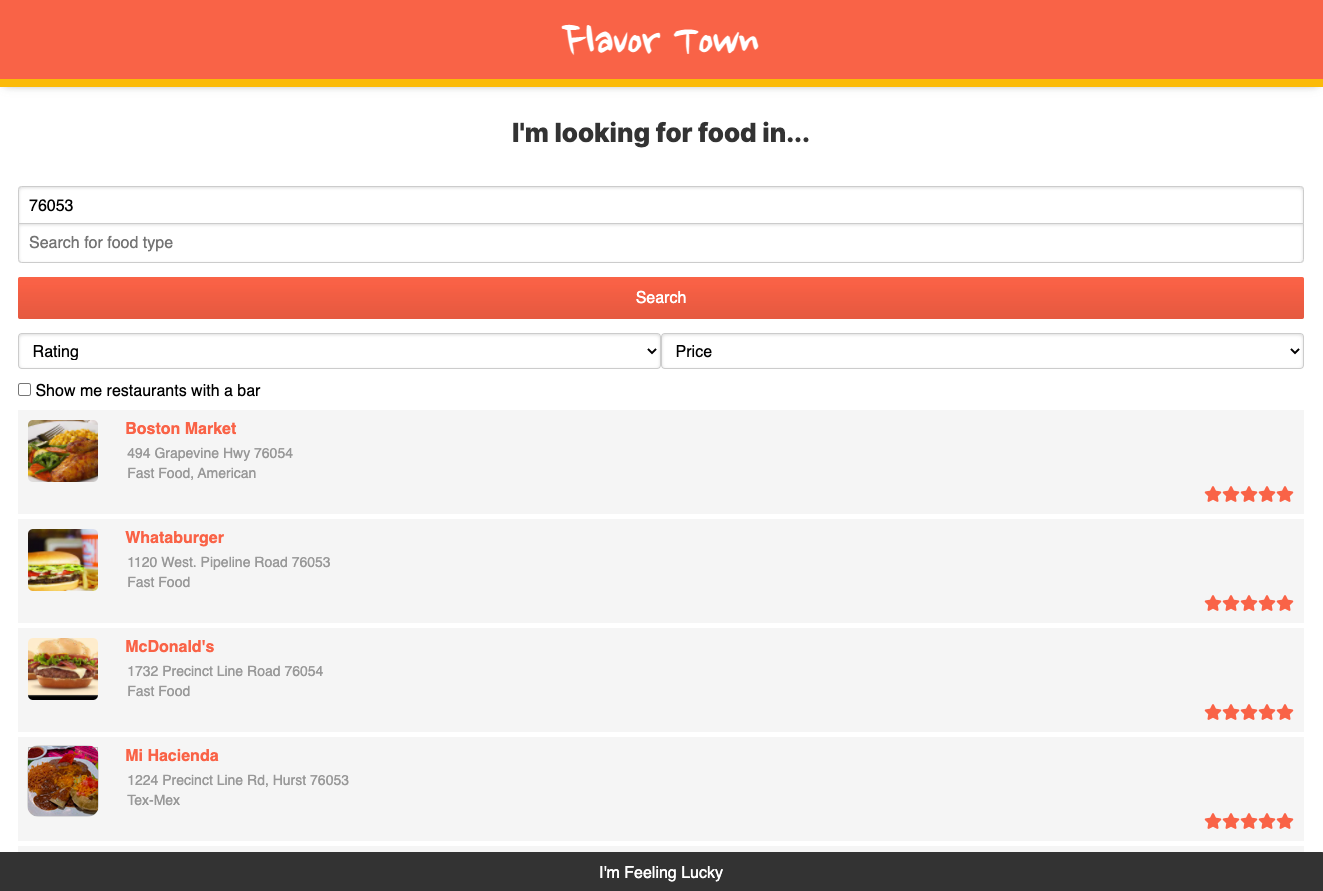 Flavor Town
I'm looking for food in...
76053
Search for food type
Search
Rating
Price
Show me restaurants with a bar
Boston Market
494 Grapevine Hwy 76054
Fast Food, American
Whataburger
1120 West. Pipeline Road 76053
Fast Food
McDonald's
1732 Precinct Line Road 76054
Fast Food
Mi Hacienda
1224 Precinct Line Rd, Hurst 76053
Tex-Mex
I'm Feeling Lucky